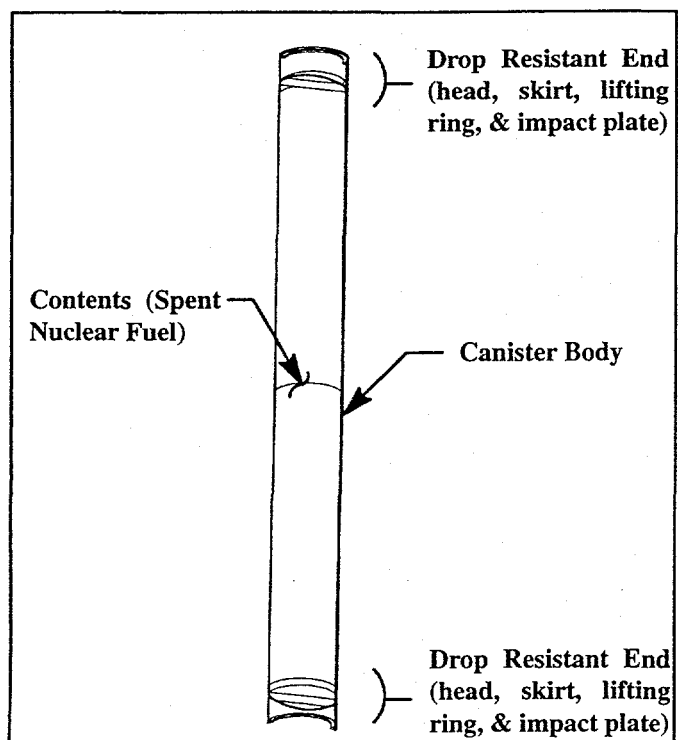 Drop Resistant End
(head, skirt, lifting
ring, & impact plate)
Contents (Spent
Nuclear Fuel)
Canister Body
Drop Resistant End
(head, skirt, lifting
ring, & impact plate)